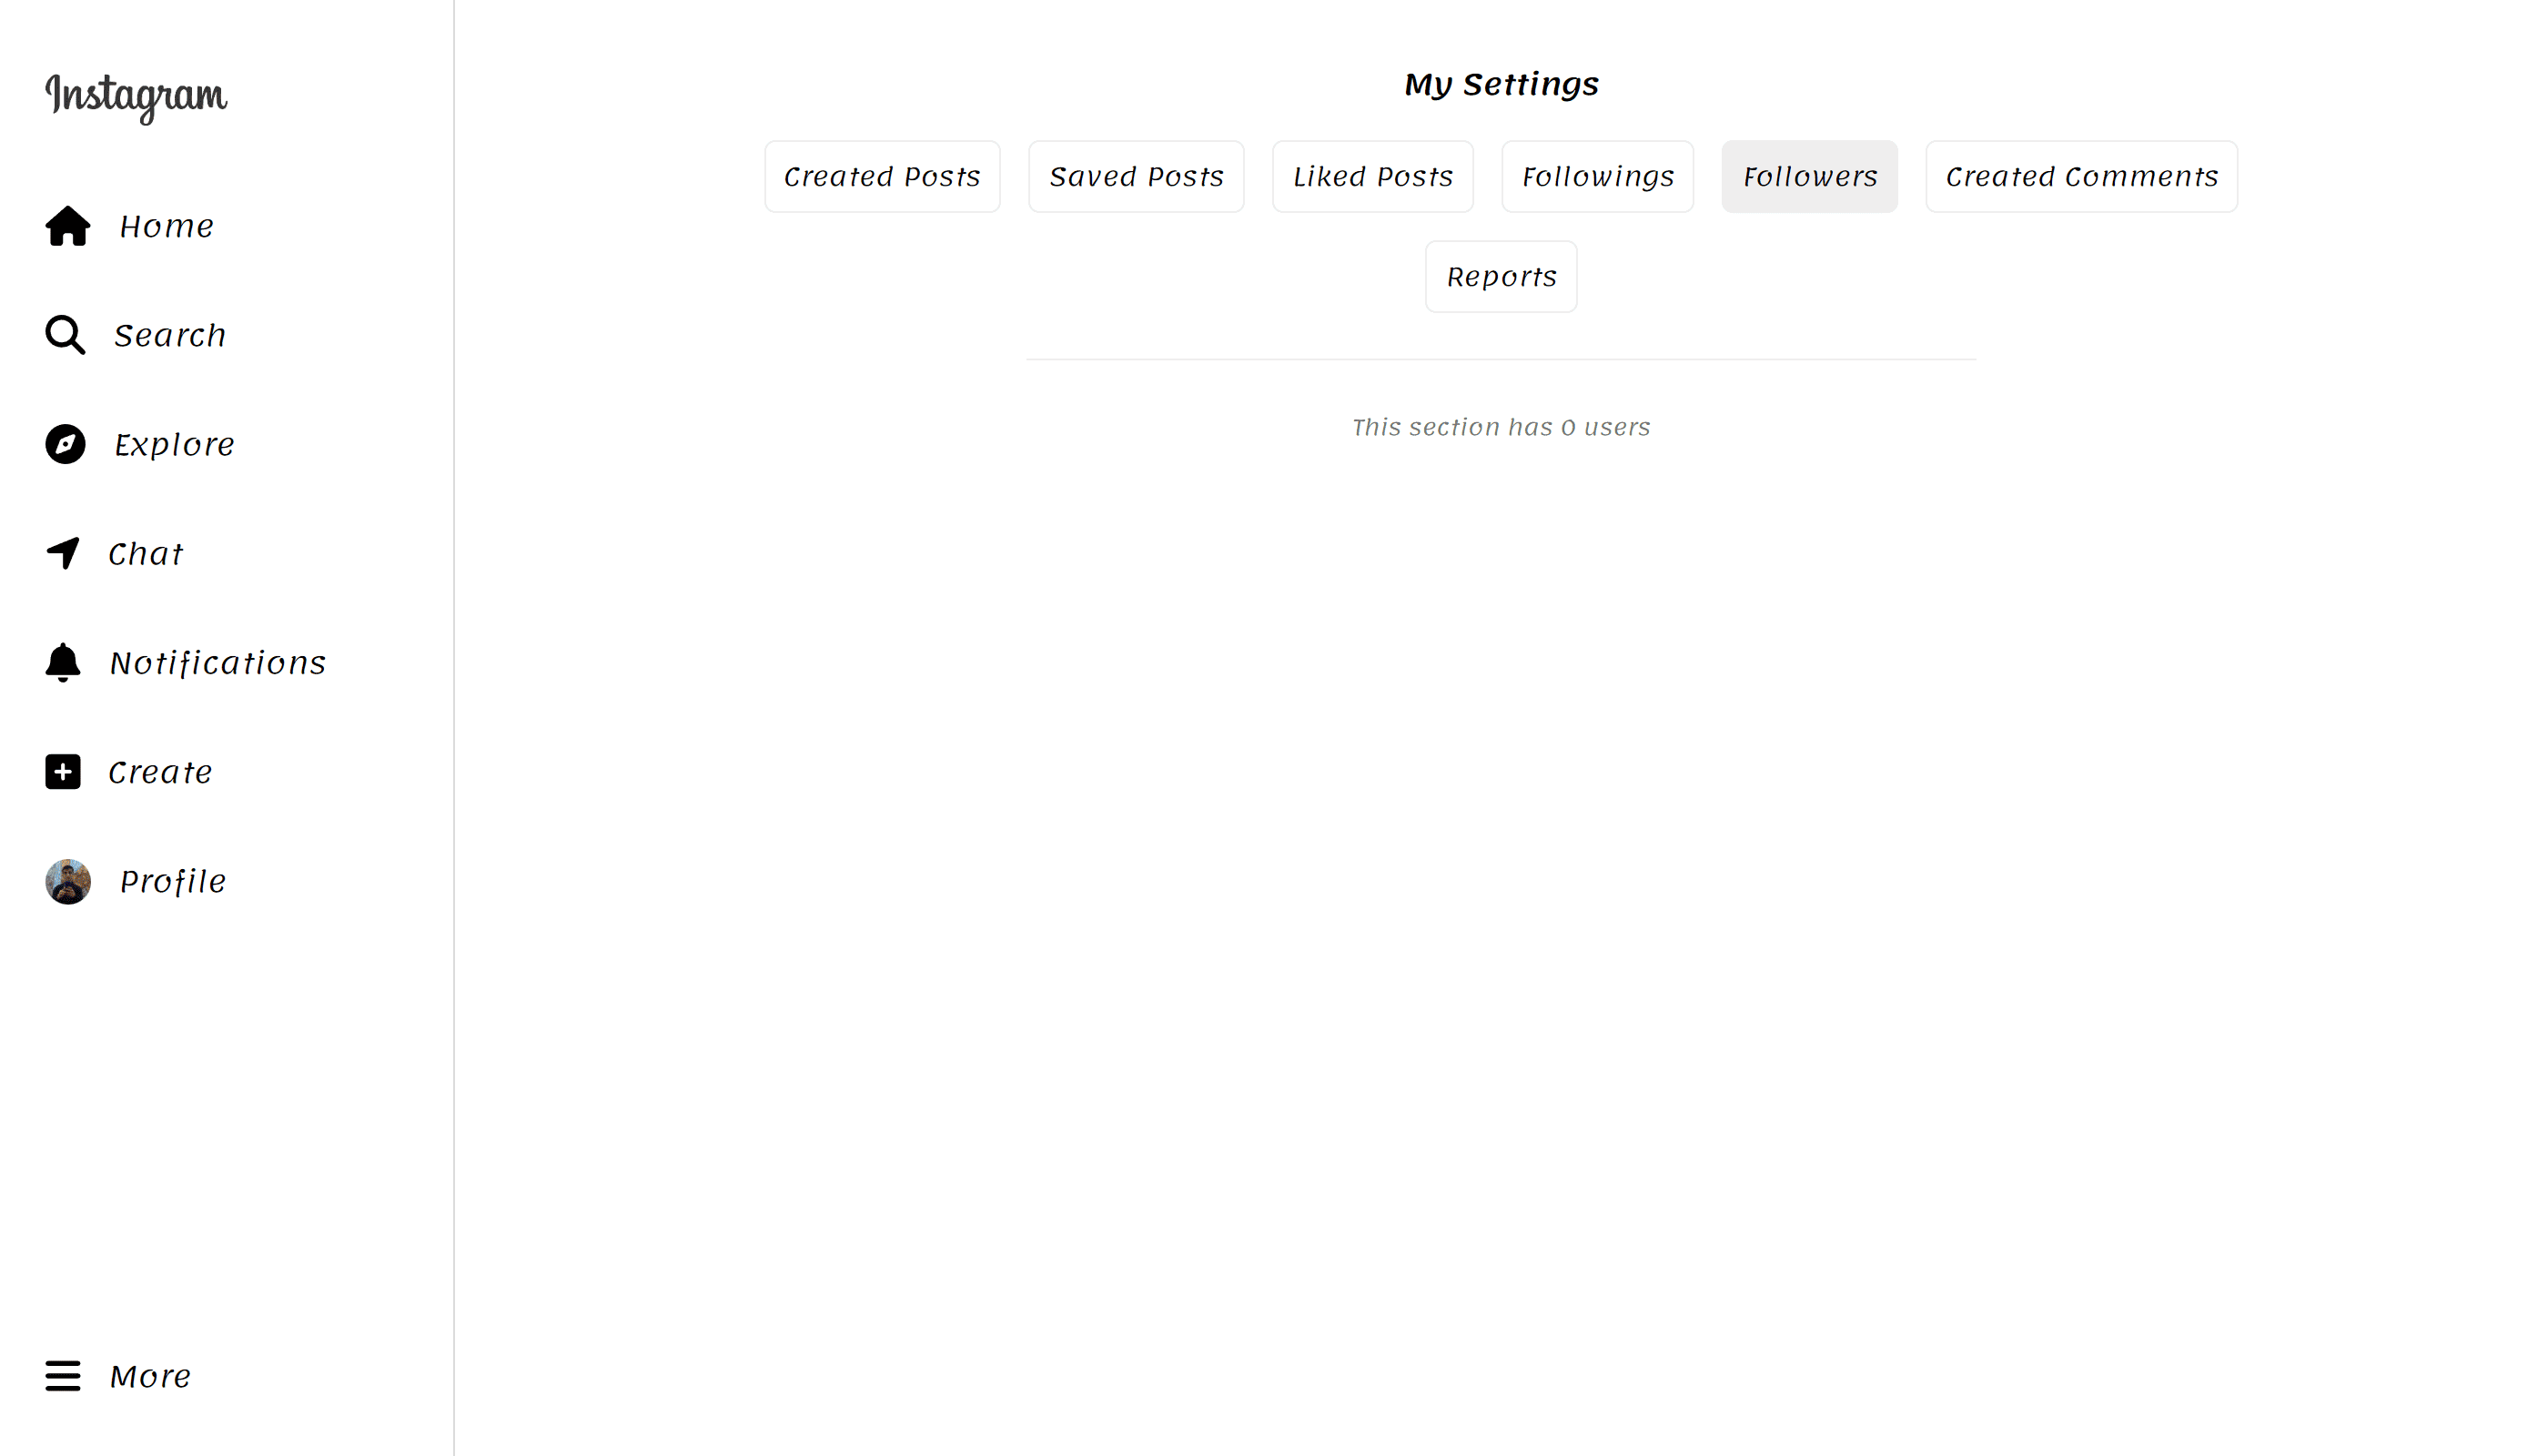 Instagram
Home
Search
Explore
Chat
Notifications
Create
Profile
More
My Settings
Created Posts Saved Posts Liked Posts Followings Followers Created Comments
Reports
This section has 0 users